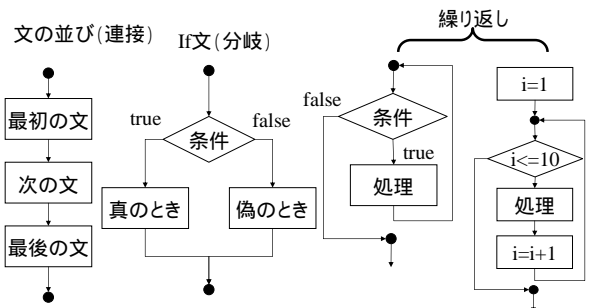 文の並び(連接)
最初の文
次の文
最後の文
If文(分岐)
true
false
条件
真のとき
偽のとき
繰り返し
false
条件
true
処理
i=1
i<=10
処理
i=i+1